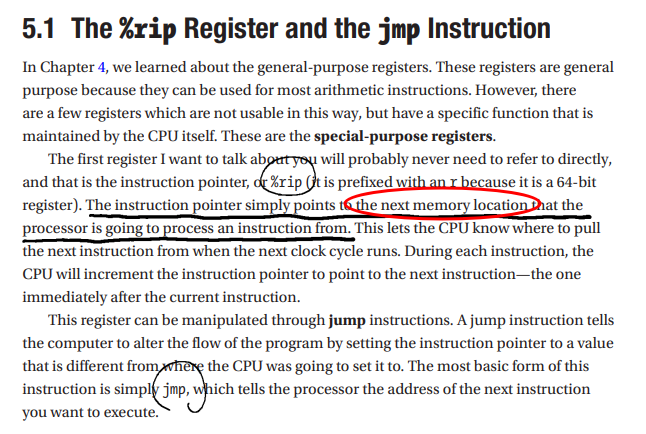 5.1 The %rip Register and the jmp Instruction
In Chapter 4, we learned about the general-purpose registers. These registers are general
purpose because they can be used for most arithmetic instructions. However, there
are a few registers which are not usable in this way, but have a specific function that is
maintained by the CPU itself. These are the special-purpose registers.
The first register I want to talk about you will probably never need to refer to directly,
and that is the instruction pointer, or %rip (it is prefixed with an r because it is a 64-bit
register). The instruction pointer simply points to the next memory location that the
processor is going to process an instruction from. This lets the CPU know where to pull
the next instruction from when the next clock cycle runs. During each instruction, the
CPU will increment the instruction pointer to point to the next instruction—the one
immediately after the current instruction.
This register can be manipulated through jump instructions. A jump instruction tells
the computer to alter the flow of the program by setting the instruction pointer to a value
that is different from where the CPU was going to set it to. The most basic form of this
instruction is simply jmp, which tells the processor the address of the next instruction
you want to execute.